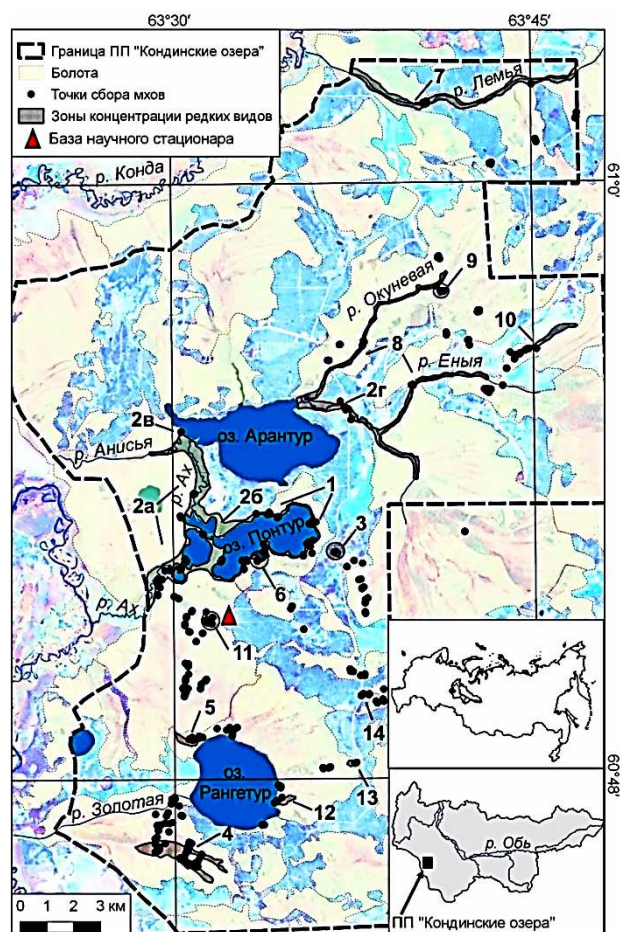 63°30'
63°45'
Граница ПП "Кондинские озера"
Болота
Точки сбора мхов
Зоны концентрации редких видов
База научного стационара
7
р. Лемья
р. Конда
61°0'
9
р. Окуневая
10
8
р. Еныя
2г
2в
оз. Арантур
р. Анисья
р. Ах
2а
2б
1
оз. Понтур
3
р. Ах
6
11
14
5
оз.
Рангетур
13
60°48'
р. Золотая
12
4
р. Обь
0 1 2 3 км
ПП "Кондинские озера"